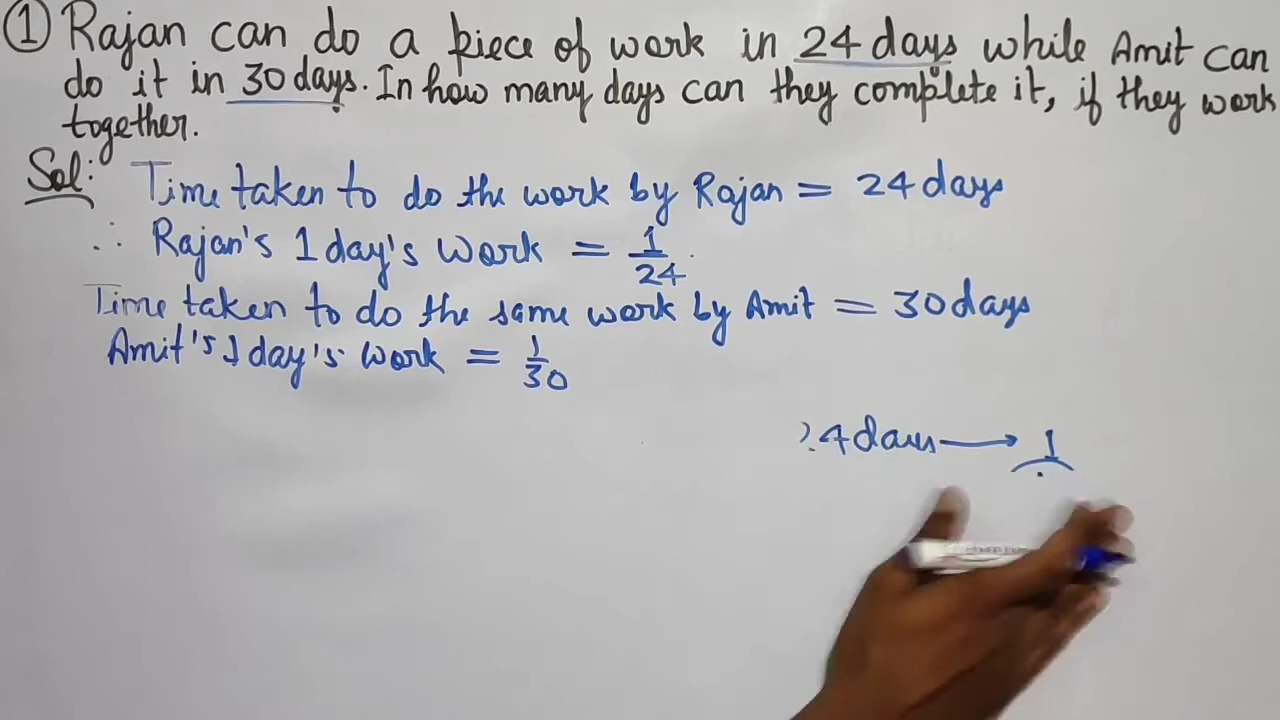 ① Rajan can do a piece of work in 24 days while Amit can
do it in 30 days. In how many days can they complete it, if they work
together.
Sol: Time taken to do the work by Rajan = 24 days
∴ Rajan's 1 day's work = 1/24
Time taken to do the same work by Amit = 30 days
Amit's 1 day's work = 1/30
24 days → 1